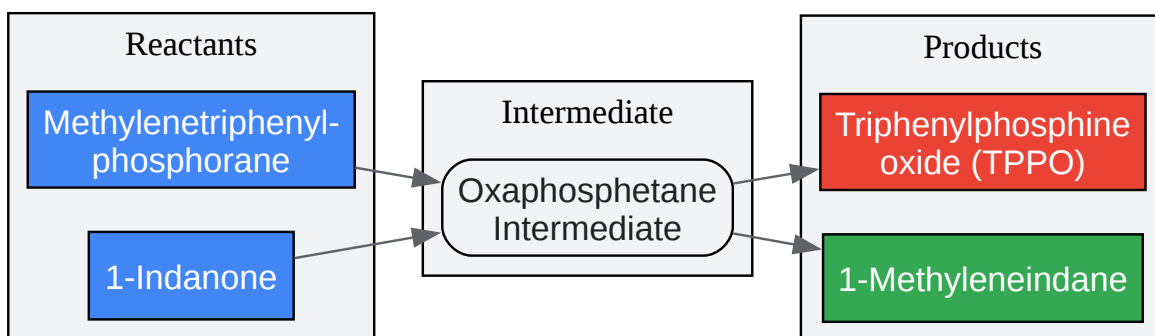 Reactants
Methylenetriphenyl-
phosphorane
1-Indanone
Intermediate
Oxaphosphetane
Intermediate
Products
Triphenylphosphine
oxide (TPPO)
1-Methyleneindane